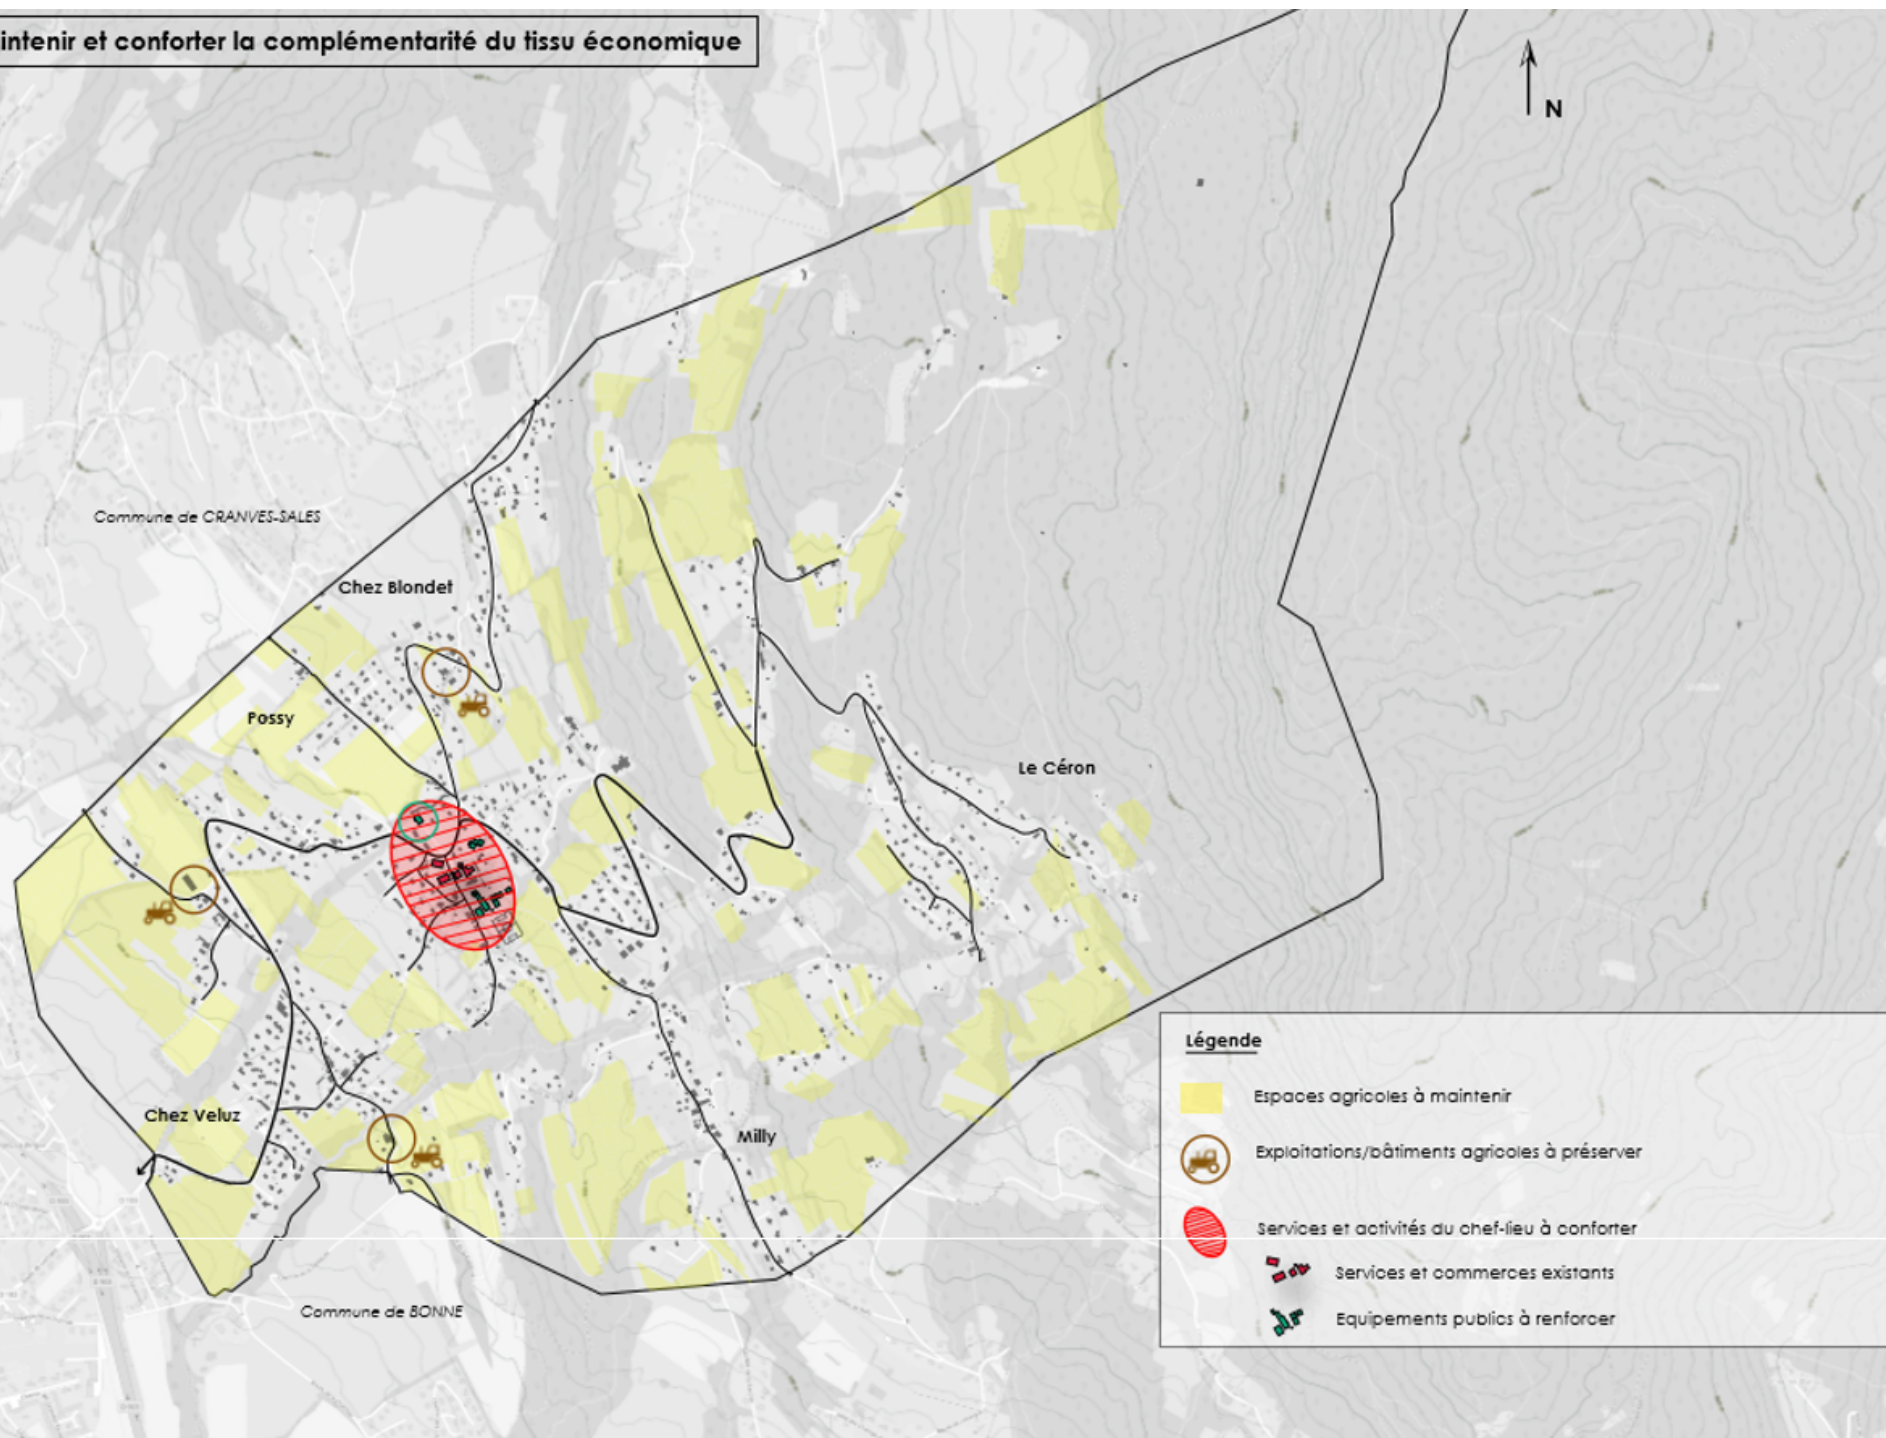 intenir et conforter la complémentarité du tissu économique
N
Commune de CRANVES-SALES
Chez Blondet
Possy
Le Céron
Chez Veluz
Milly
Commune de BONNE
Légende
Espaces agricoles à maintenir
Exploitations/bâtiments agricoles à préserver
Services et activités du chef-lieu à conforter
Services et commerces existants
Equipements publics à renforcer